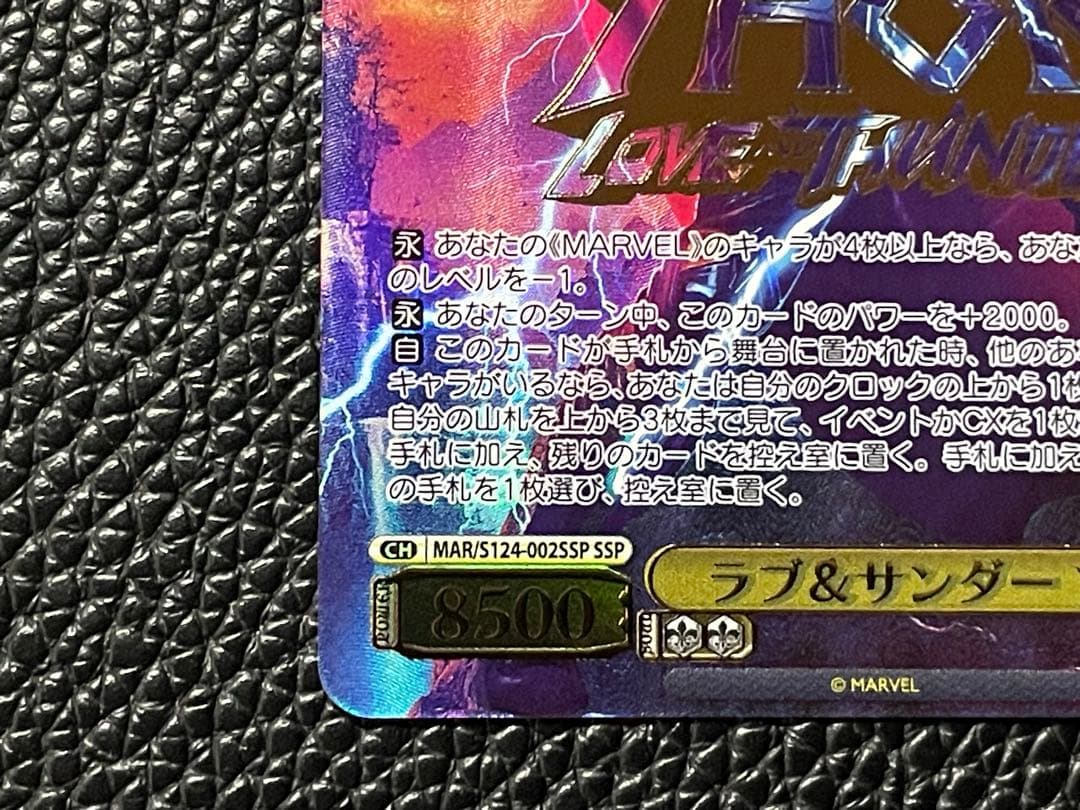 THOR
LOVE AND THUNDE
永 あなたの《MARVEL》のキャラが4枚以上なら、あな
のレベルを－1。
永 あなたのターン中、このカードのパワーを＋2000。
自 このカードが手札から舞台に置かれた時、他のあ
キャラがいるなら、あなたは自分のクロックの上から1枚
自分の山札を上から3枚まで見て、イベントかCXを1枚
手札に加え、残りのカードを控え室に置く。手札に加え
の手札を1枚選び、控え室に置く。
CH MAR/S124-002SSP SSP
POWER 8500
ラブ&サンダー
SOUL
© MARVEL